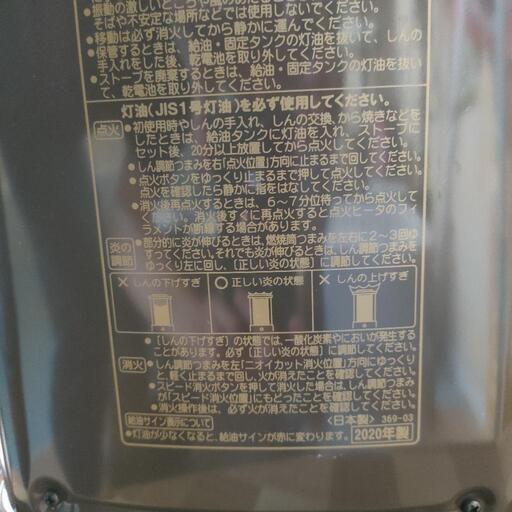 ●振動の激しいところや風のあたる
そばや不安定な場所などでは使用しないでください。
●移動は必ず消火してから静かに運んでください。
●保管するときは、給油・固定タンクの灯油を抜いて、しんの
手入れをした後、乾電池を取り外してください。
●ストーブを廃棄するときは、給油・固定タンクの灯油を抜い
て、乾電池を取り外してください。
灯油(JIS1号灯油)を必ず使用してください。
点火
●初使用時やしんの手入れ、しんの交換、から焼きなどを
したときは、給油タンクに灯油を入れ、ストーブに
セット後、20分以上放置してから点火してください。
●しん調節つまみを右「点火位置」方向に止まるまで回してください。
●点火ボタンをゆっくり止まるまで押して点火してください。
点火を確認したら静かに指をはなしてください。
●消火後再点火するときは、6〜7分位待ってから点火して
ください。消火後すぐに再点火すると点火ヒータのフィ
ラメントが断線する場合があります。
炎の調節
●部分的に炎が伸びるときは、燃焼筒つまみを左右に2〜3回ゆ
すってください。それでも炎が伸びるときは、しん調節つまみを
ゆっくり左に回し、〔正しい炎の状態〕に調節してください。
×しんの下げすぎ ○正しい炎の状態 ×しんの上げすぎ
●〔しんの下げすぎ〕の状態では、一酸化炭素やにおいが発生する
ことがあります。必ず〔正しい炎の状態〕に調節してください。
消火
●しん調節つまみを左「ニオイカット消火位置」方向にゆっくり
と軽く止まるまで回し、火が消えたことを確認してください。
●スピード消火ボタンを押して消火した場合は、しん調節つまみ
が「スピード消火位置」にもどったことを確認してください。
●消火操作後は、必ず火が消えたことを確認してください。
給油サイン表示について 〈日本製〉 369-03
●灯油が少なくなると、給油サインが赤に変わります。 2020年製